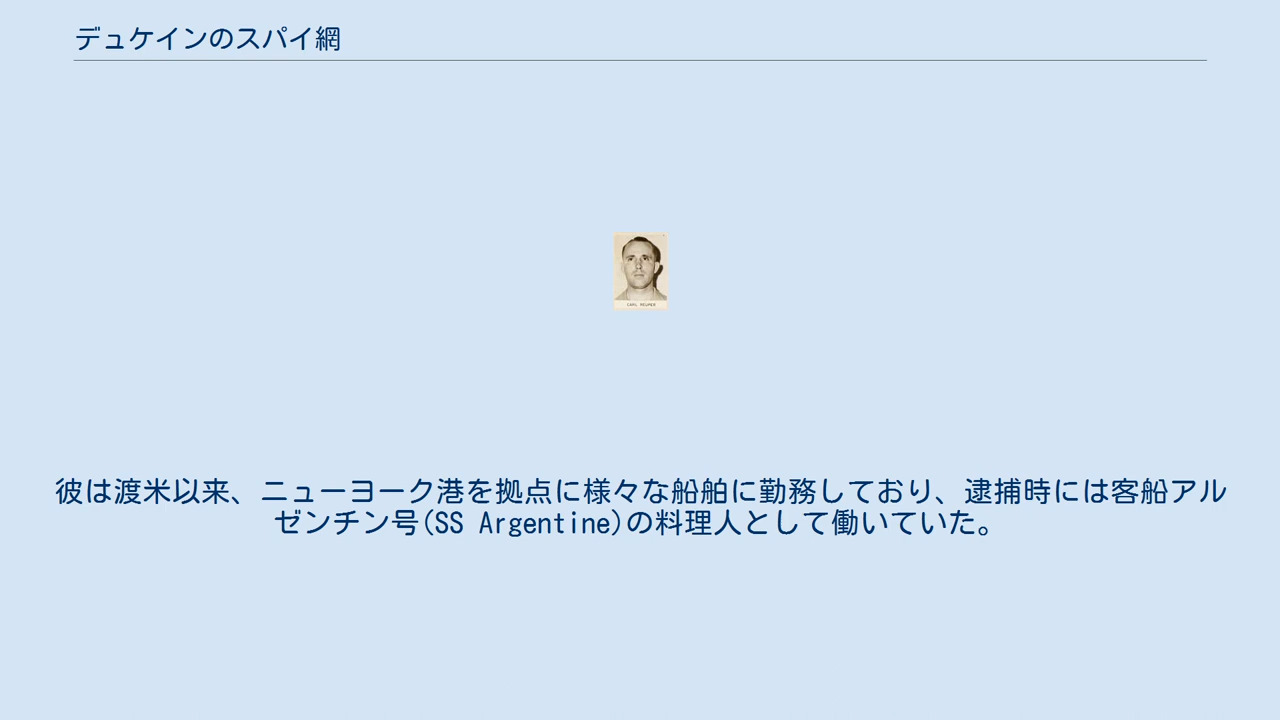 デュケインのスパイ網
CARL REUPER
彼は渡米以来、ニューヨーク港を拠点に様々な船舶に勤務しており、逮捕時には客船アル
ゼンチン号(SS Argentine)の料理人として働いていた。